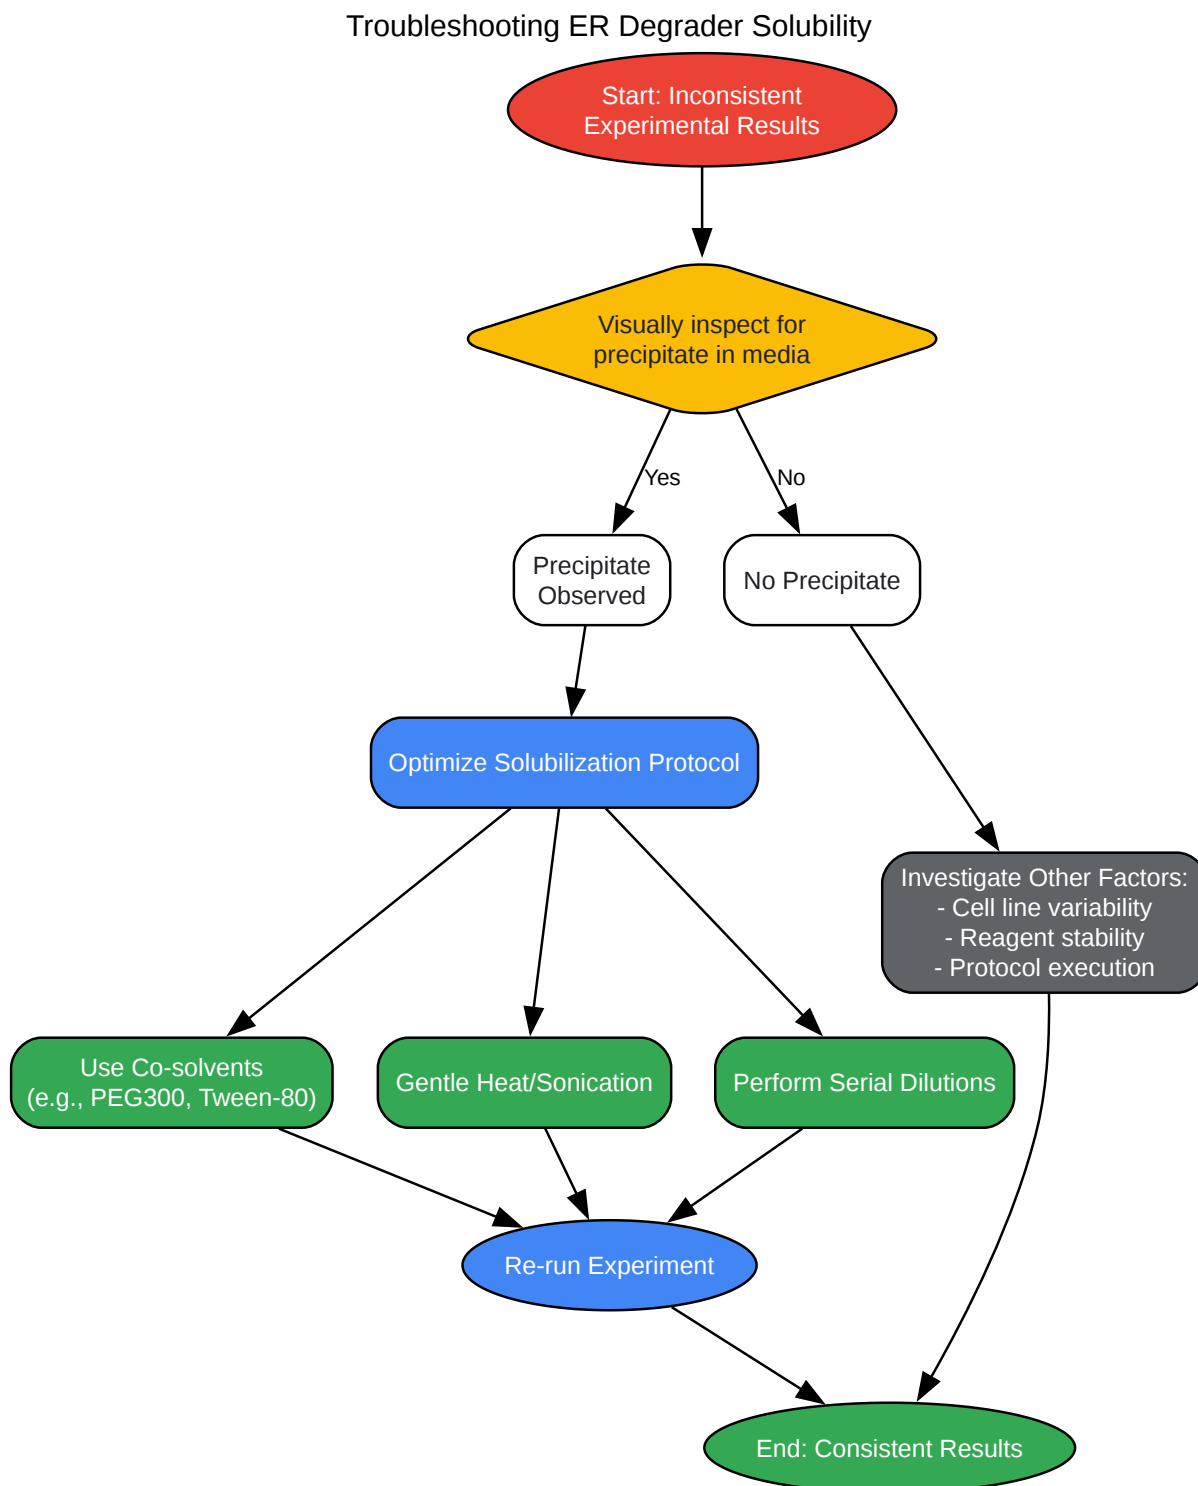 Troubleshooting ER Degrader Solubility
Start: Inconsistent
Experimental Results
Visually inspect for
precipitate in media
Yes
No
Precipitate
Observed
No Precipitate
Optimize Solubilization Protocol
Investigate Other Factors:
- Cell line variability
- Reagent stability
- Protocol execution
Use Co-solvents
(e.g., PEG300, Tween-80)
Gentle Heat/Sonication
Perform Serial Dilutions
Re-run Experiment
End: Consistent Results